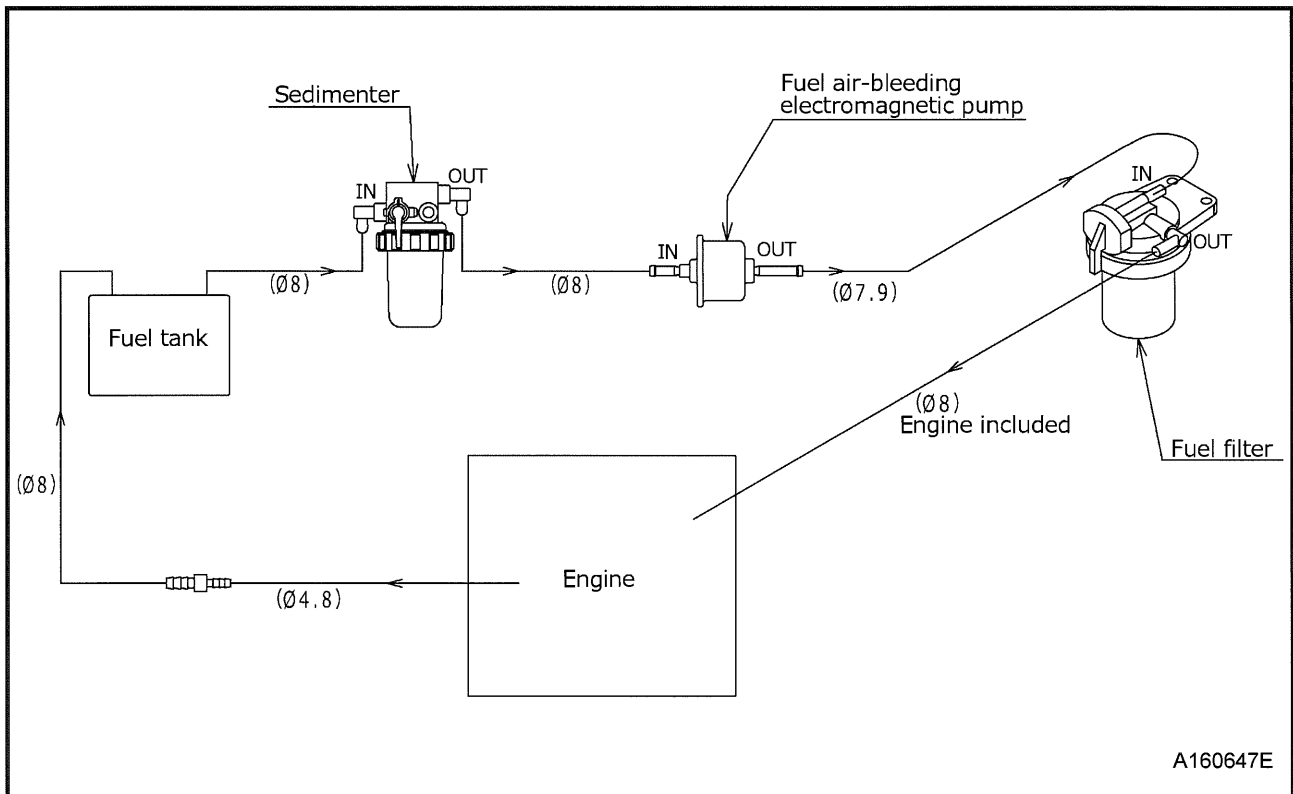 Sedimenter
Fuel air-bleeding
electromagnetic pump
IN
OUT
IN
OUT
IN
OUT
(Ø8)
(Ø8)
(Ø7.9)
Fuel tank
(Ø8)
Engine included
Fuel filter
(Ø8)
Engine
(Ø4.8)
A160647E